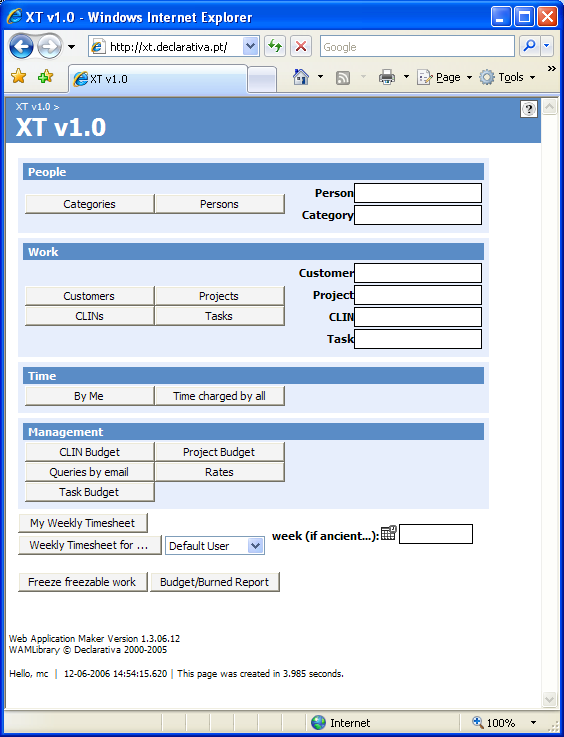 XT v1.0 - Windows Internet Explorer
http://xt.declarativa.pt/
Google
XT v1.0
Page
Tools
»
XT v1.0 >
XT v1.0
?
People
Categories Persons
Person
Category
Work
Customer
Customers Projects
Project
CLINs Tasks
CLIN
Task
Time
By Me Time charged by all
Management
CLIN Budget Project Budget
Queries by email Rates
Task Budget
My Weekly Timesheet
Weekly Timesheet for ... Default User week (if ancient...):
Freeze freezable work Budget/Burned Report
Web Application Maker Version 1.3.06.12
WAMLibrary © Declarativa 2000-2005
Hello, mc | 12-06-2006 14:54:15.620 | This page was created in 3.985 seconds.
Internet 100%